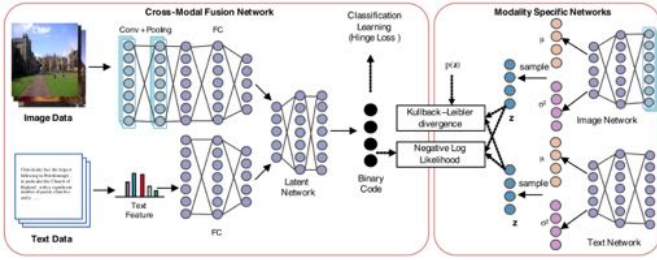 Cross-Modal Fusion Network
Modality Specific Networks
Classification
Learning
(Hinge Loss )
Conv + Pooling
FC
p(z)
μ
sample
σ²
z
Image Data
Kullback–Leibler
divergence
Image Network
Negative Log
Likelihood
Latent
Network
Binary
Code
Text
Feature
FC
Text Data
μ
sample
σ²
z
Text Network